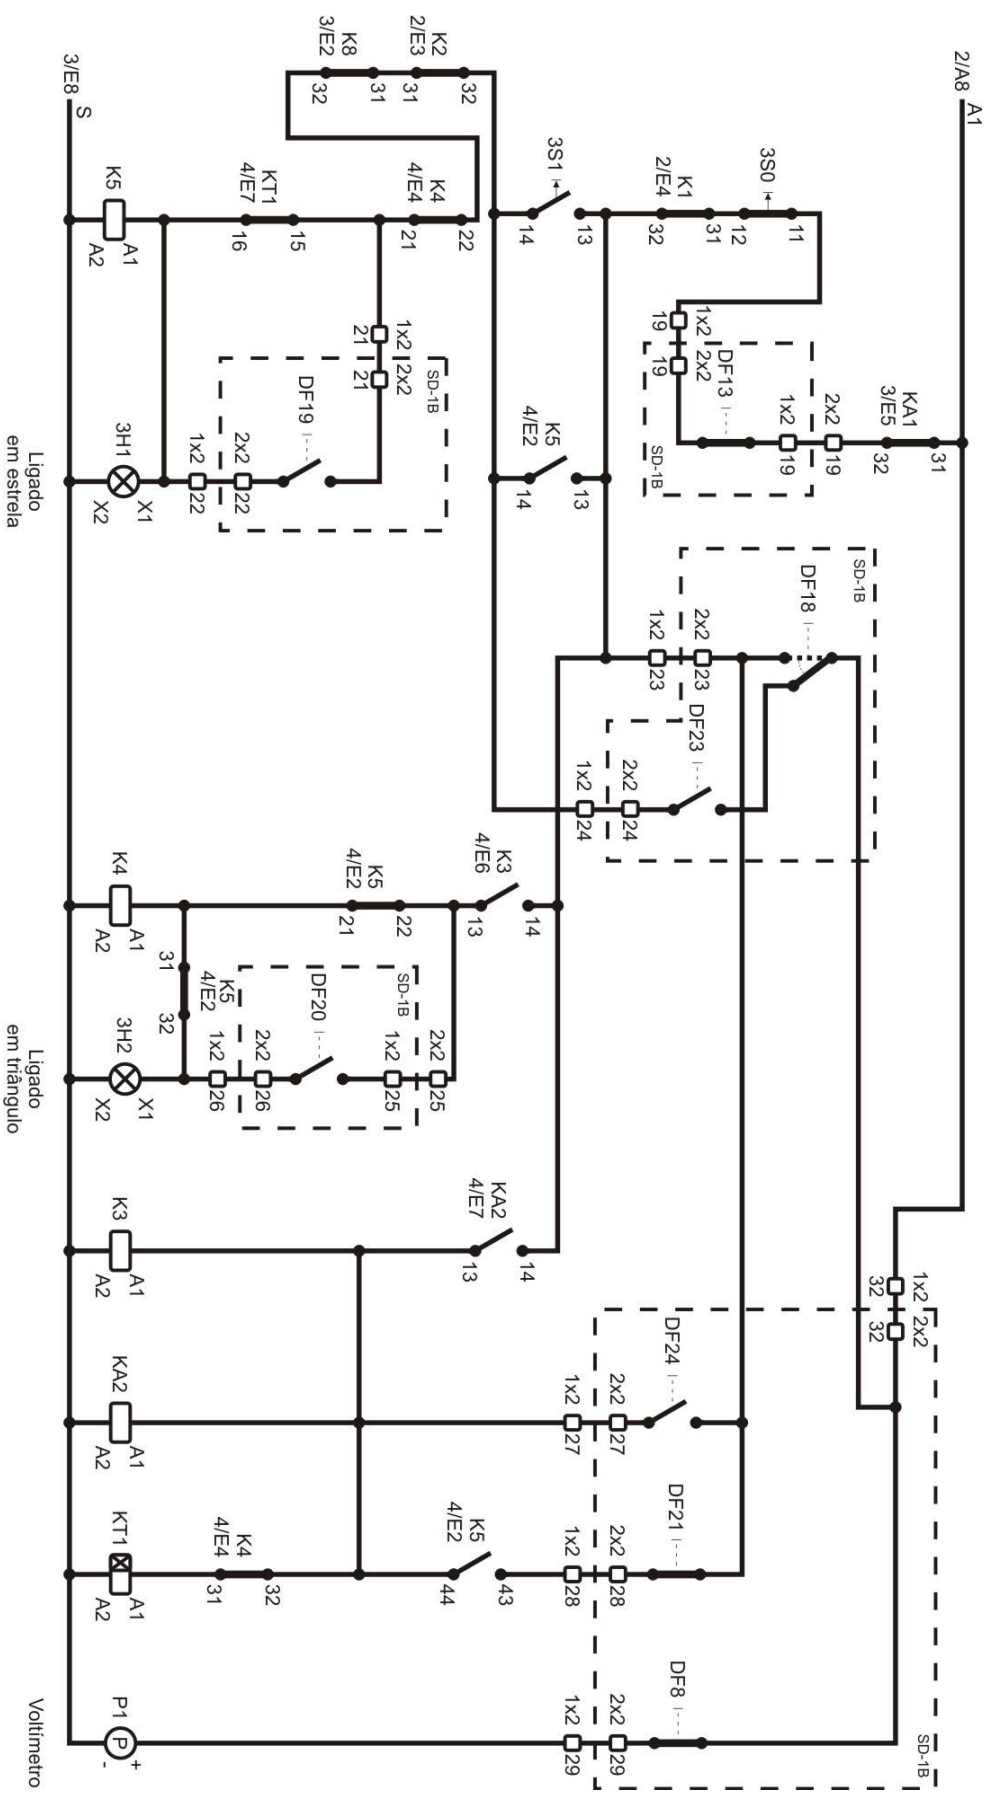 2/A8 A1
3S0
11
12
K1
2/E4
31
32
3S1
13
14
K2
2/E3
32
31
K8
3/E2
31
32
K4
4/E4
22
21
KT1
4/E7
15
16
K5
A1
A2
3/E8 S
KA1
3/E5
31
32
2x2
19
1x2
19
DF13
SD-1B
1x2
19
2x2
19
K5
4/E2
13
14
SD-1B
1x2
21
2x2
21
DF19
2x2
22
1x2
22
3H1
X1
X2
Ligado
em estrela
SD-1B
DF18
2x2
23
1x2
23
DF23
2x2
24
1x2
24
K3
4/E6
14
13
K5
4/E2
22
21
K4
A1
A2
31
K5
4/E2
32
2x2
25
1x2
25
SD-1B
DF20
2x2
26
1x2
26
3H2
X1
X2
Ligado
em triângulo
KA2
4/E7
14
13
K3
A1
A2
1x2
32
2x2
32
DF24
2x2
27
1x2
27
KA2
A1
A2
DF21
2x2
28
1x2
28
K5
4/E2
43
44
K4
4/E4
32
31
KT1
A1
A2
SD-1B
DF8
2x2
29
1x2
29
P1
P
+
-
Voltímetro